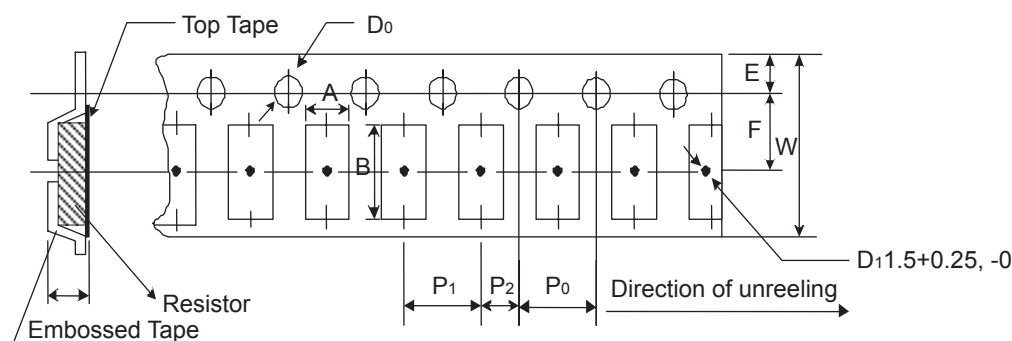 Top Tape
D0
E
A
F
W
B
D11.5+0.25, -0
P1
P2
P0
Direction of unreeling
Resistor
Embossed Tape